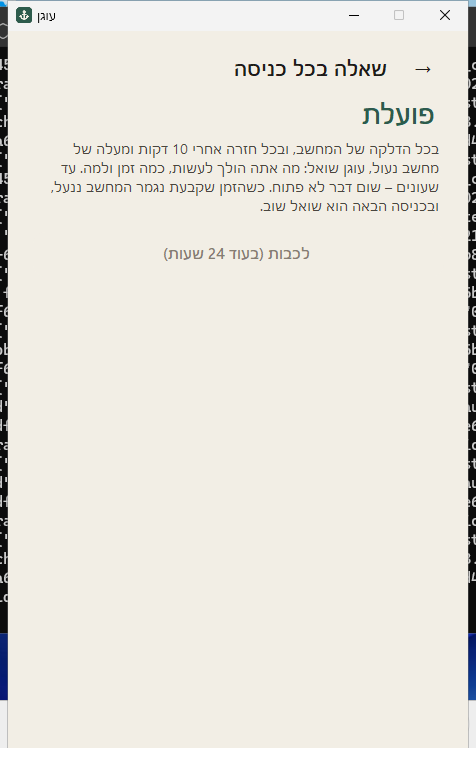 עוגן
שאלה בכל כניסה
פועלת
בכל הדלקה של המחשב, ובכל חזרה אחרי 10 דקות ומעלה של
מחשב נעול, עוגן שואל: מה אתה הולך לעשות, כמה זמן ולמה. עד
שעונים – שום דבר לא פתוח. כשהזמן שקבעת נגמר המחשב ננעל,
ובכניסה הבאה הוא שואל שוב.
לכבות (בעוד 24 שעות)